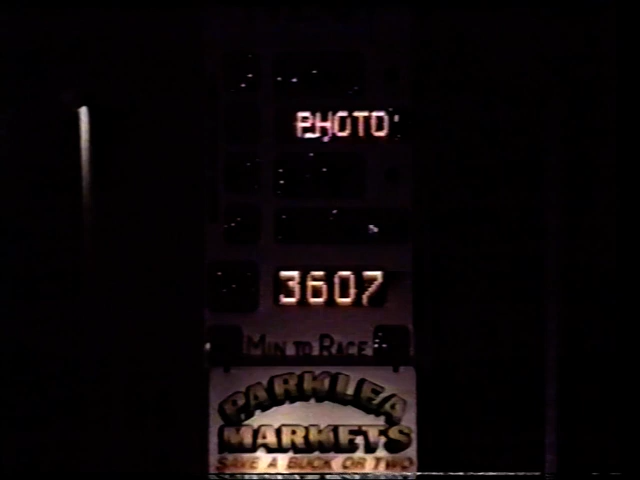 PHOTO
3607
MIN TO RACE
PARKLEA
MARKETS
SAVE A BUCK OR TWO